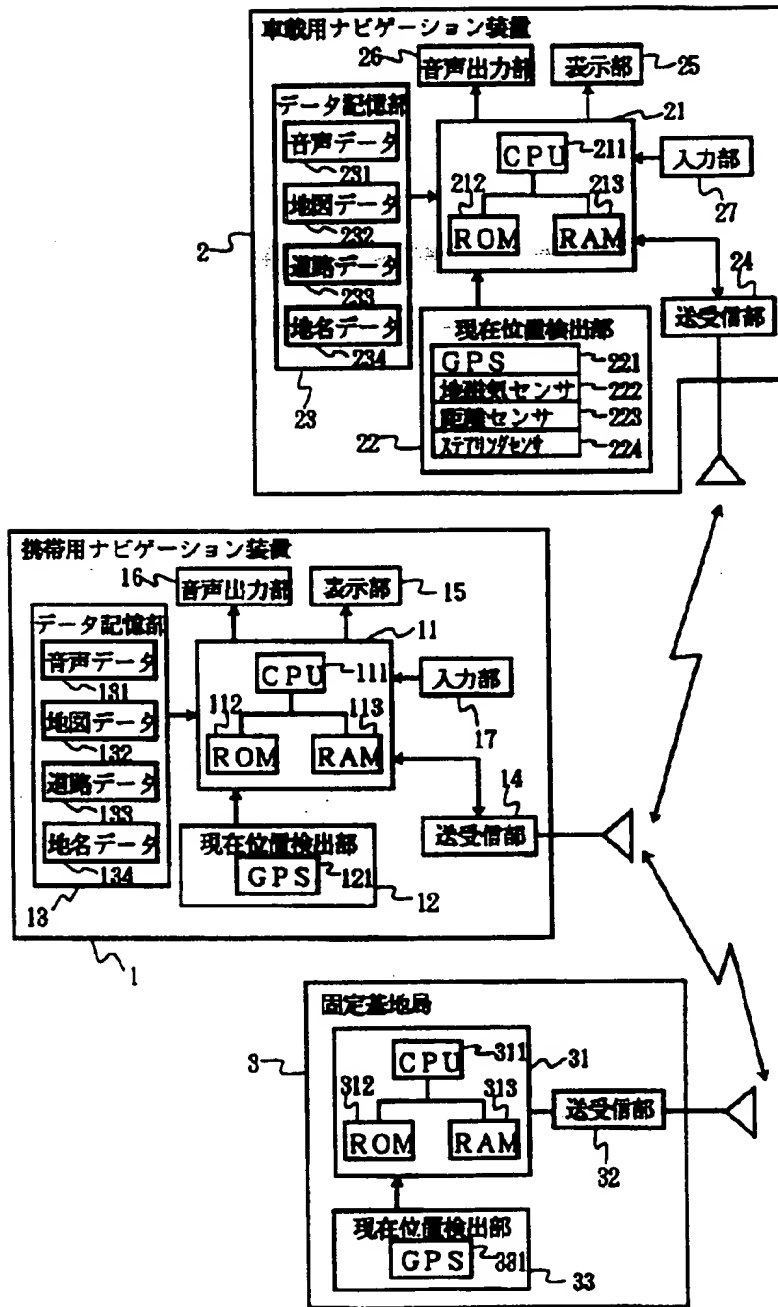 車載用ナビゲーション装置
26
音声出力部
表示部
25
データ記憶部
21
音声データ
231
CPU
211
入力部
27
地図データ
232
212
213
ROM
RAM
2
道路データ
233
24
送受信部
地名データ
234
現在位置検出部
GPS
221
地磁気センサ
222
距離センサ
223
ステアリングセンサ
224
23
22
携帯用ナビゲーション装置
16
音声出力部
表示部
15
データ記憶部
11
音声データ
131
CPU
111
入力部
17
地図データ
132
112
113
ROM
RAM
道路データ
133
14
送受信部
地名データ
134
現在位置検出部
GPS
121
13
12
1
固定基地局
3
CPU
311
31
312
313
ROM
RAM
送受信部
32
現在位置検出部
GPS
331
33